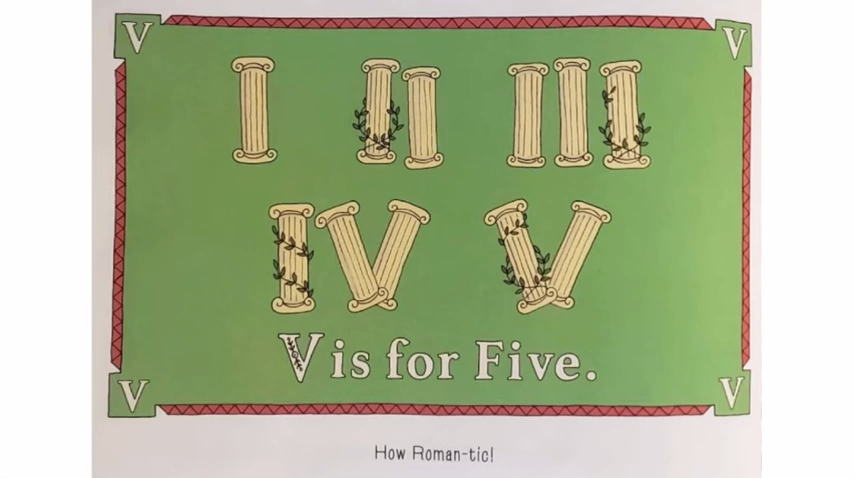 V V
I II III
IV V
V is for Five.
V V
How Roman-tic!